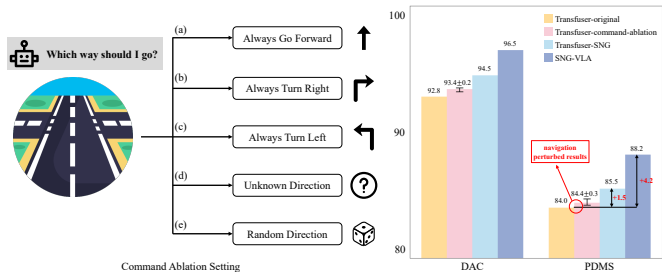 Which way should I go?
(a)
Always Go Forward
(b)
Always Turn Right
(c)
Always Turn Left
(d)
Unknown Direction
?
(e)
Random Direction
Command Ablation Setting
100
90
80
Transfuser-original
Transfuser-command-ablation
Transfuser-SNG
SNG-VLA
92.8
93.4±0.2
94.5
96.5
navigation
perturbed results
84.0
84.4±0.3
85.5
88.2
+1.5
+4.2
DAC
PDMS